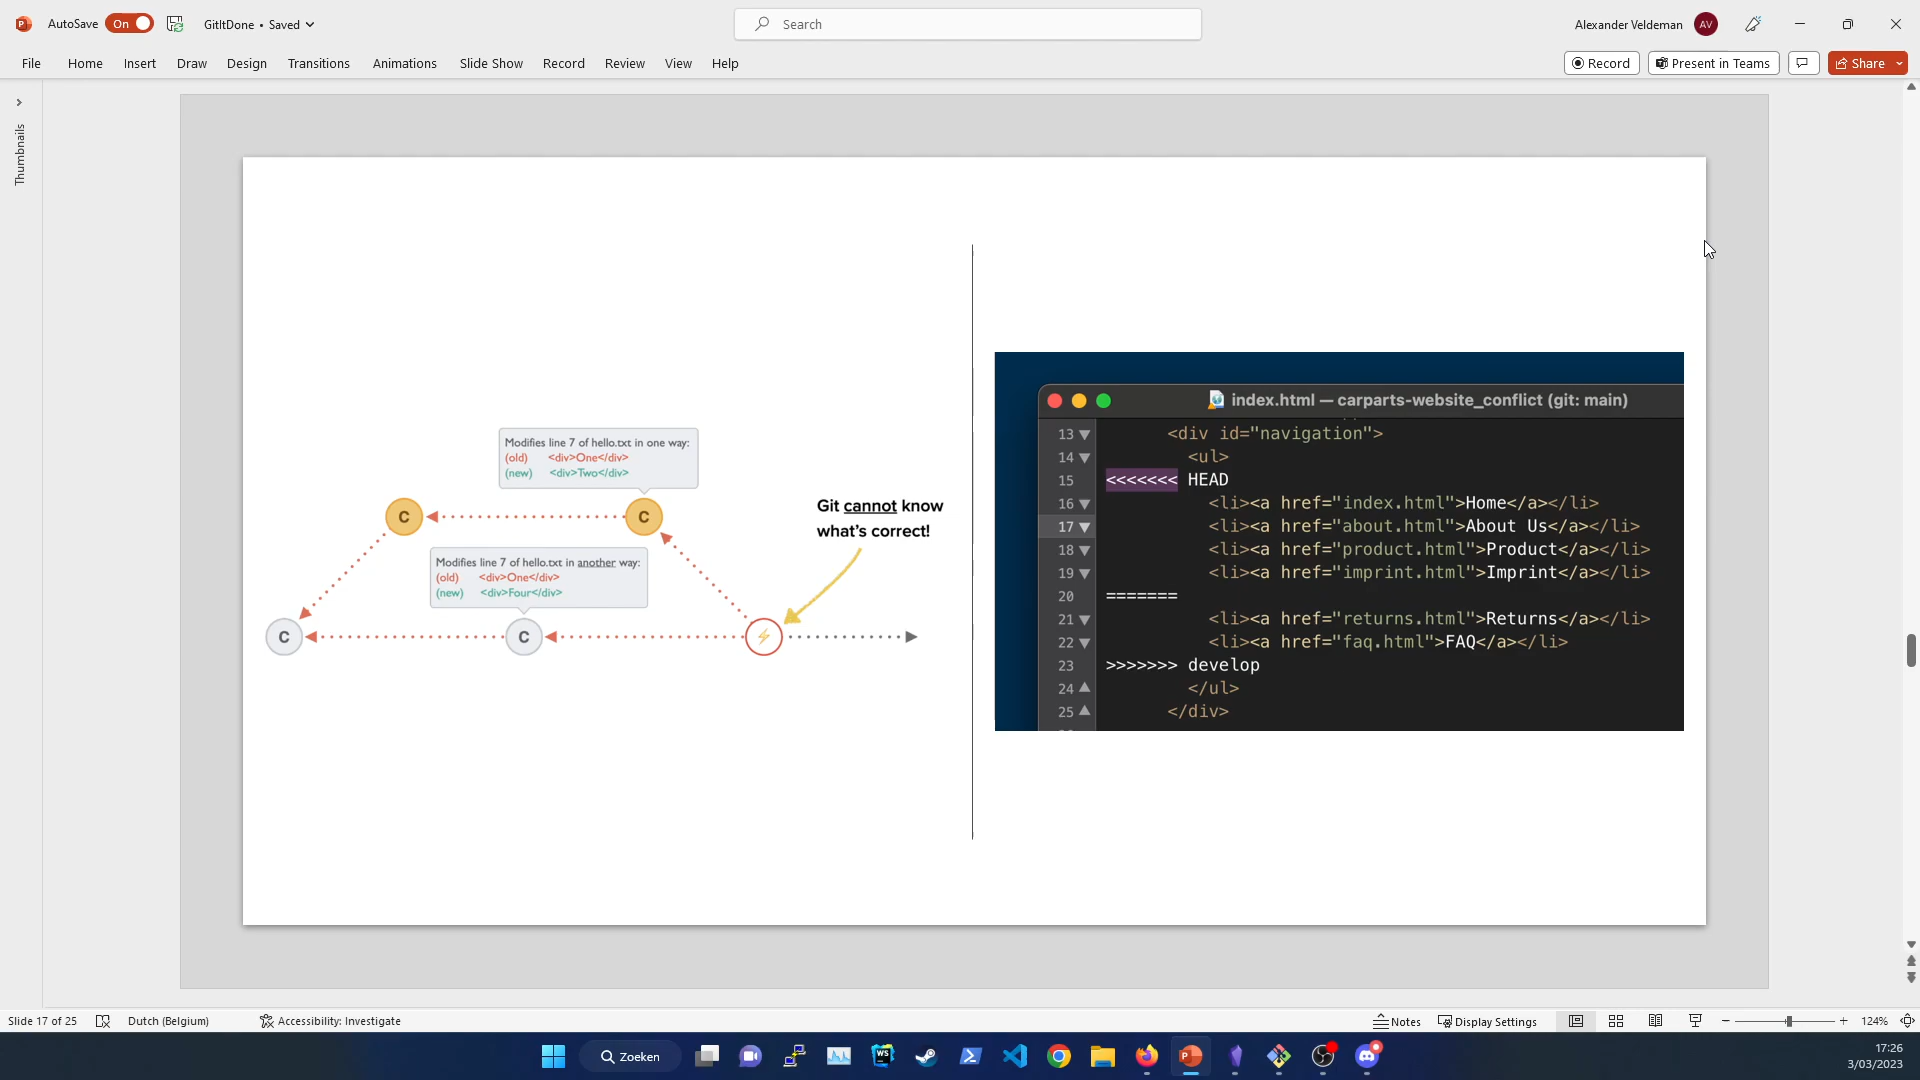 AutoSave On GitItDone • Saved
Search
Alexander Veldeman AV
File Home Insert Draw Design Transitions Animations Slide Show Record Review View Help
Record Present in Teams Share
Thumbnails
Modifies line 7 of hello.txt in one way:
(old) <div>One</div>
(new) <div>Two</div>
C C
Git cannot know
what's correct!
Modifies line 7 of hello.txt in another way:
(old) <div>One</div>
(new) <div>Four</div>
C C
index.html — carparts-website_conflict (git: main)
13 <div id="navigation">
14 <ul>
15 <<<<<<< HEAD
16 <li><a href="index.html">Home</a></li>
17 <li><a href="about.html">About Us</a></li>
18 <li><a href="product.html">Product</a></li>
19 <li><a href="imprint.html">Imprint</a></li>
20 =======
21 <li><a href="returns.html">Returns</a></li>
22 <li><a href="faq.html">FAQ</a></li>
23 >>>>>>> develop
24 </ul>
25 </div>
Slide 17 of 25 Dutch (Belgium) Accessibility: Investigate
Notes Display Settings 124%
Zoeken
WS
17:26
3/03/2023